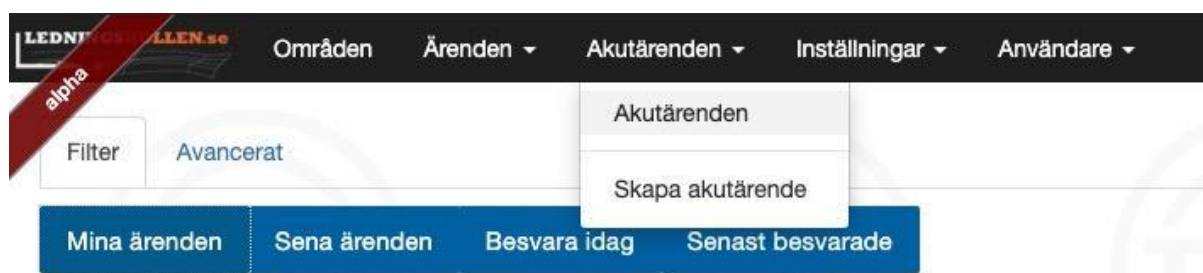 Områden Ärenden Akutärenden Inställningar Användare
alpha
Akutärenden
Filter Avancerat
Skapa akutärende
Mina ärenden Sena ärenden Besvara idag Senast besvarade